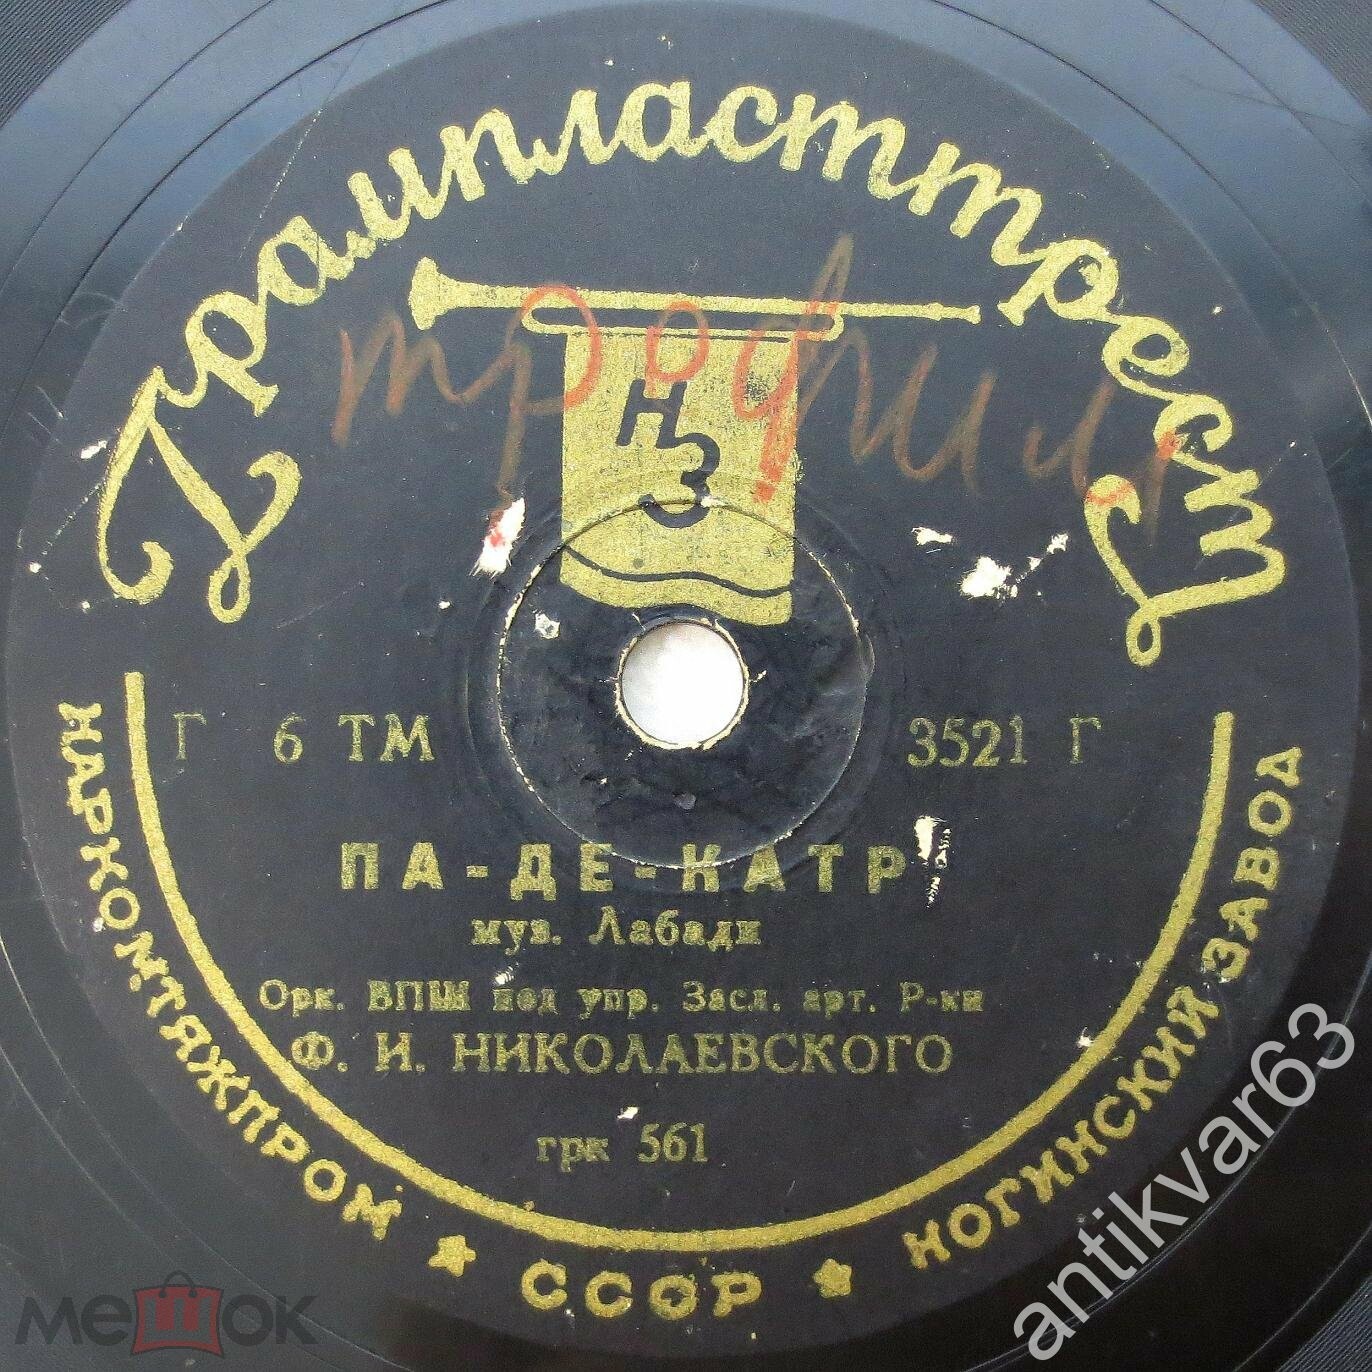 Грампласттрест
трофил
НЗ
Г 6 ТМ 3521 Г
ПА-ДЕ-КАТР
муз. Лабади
Орк. ВПШ под упр. Засл. арт. Р-ки
Ф. И. НИКОЛАЕВСКОГО
грк 561
НАРКОМТЯЖПРОМ ★ СССР ★ НОГИНСКИЙ ЗАВОД
мешок
antikvar63